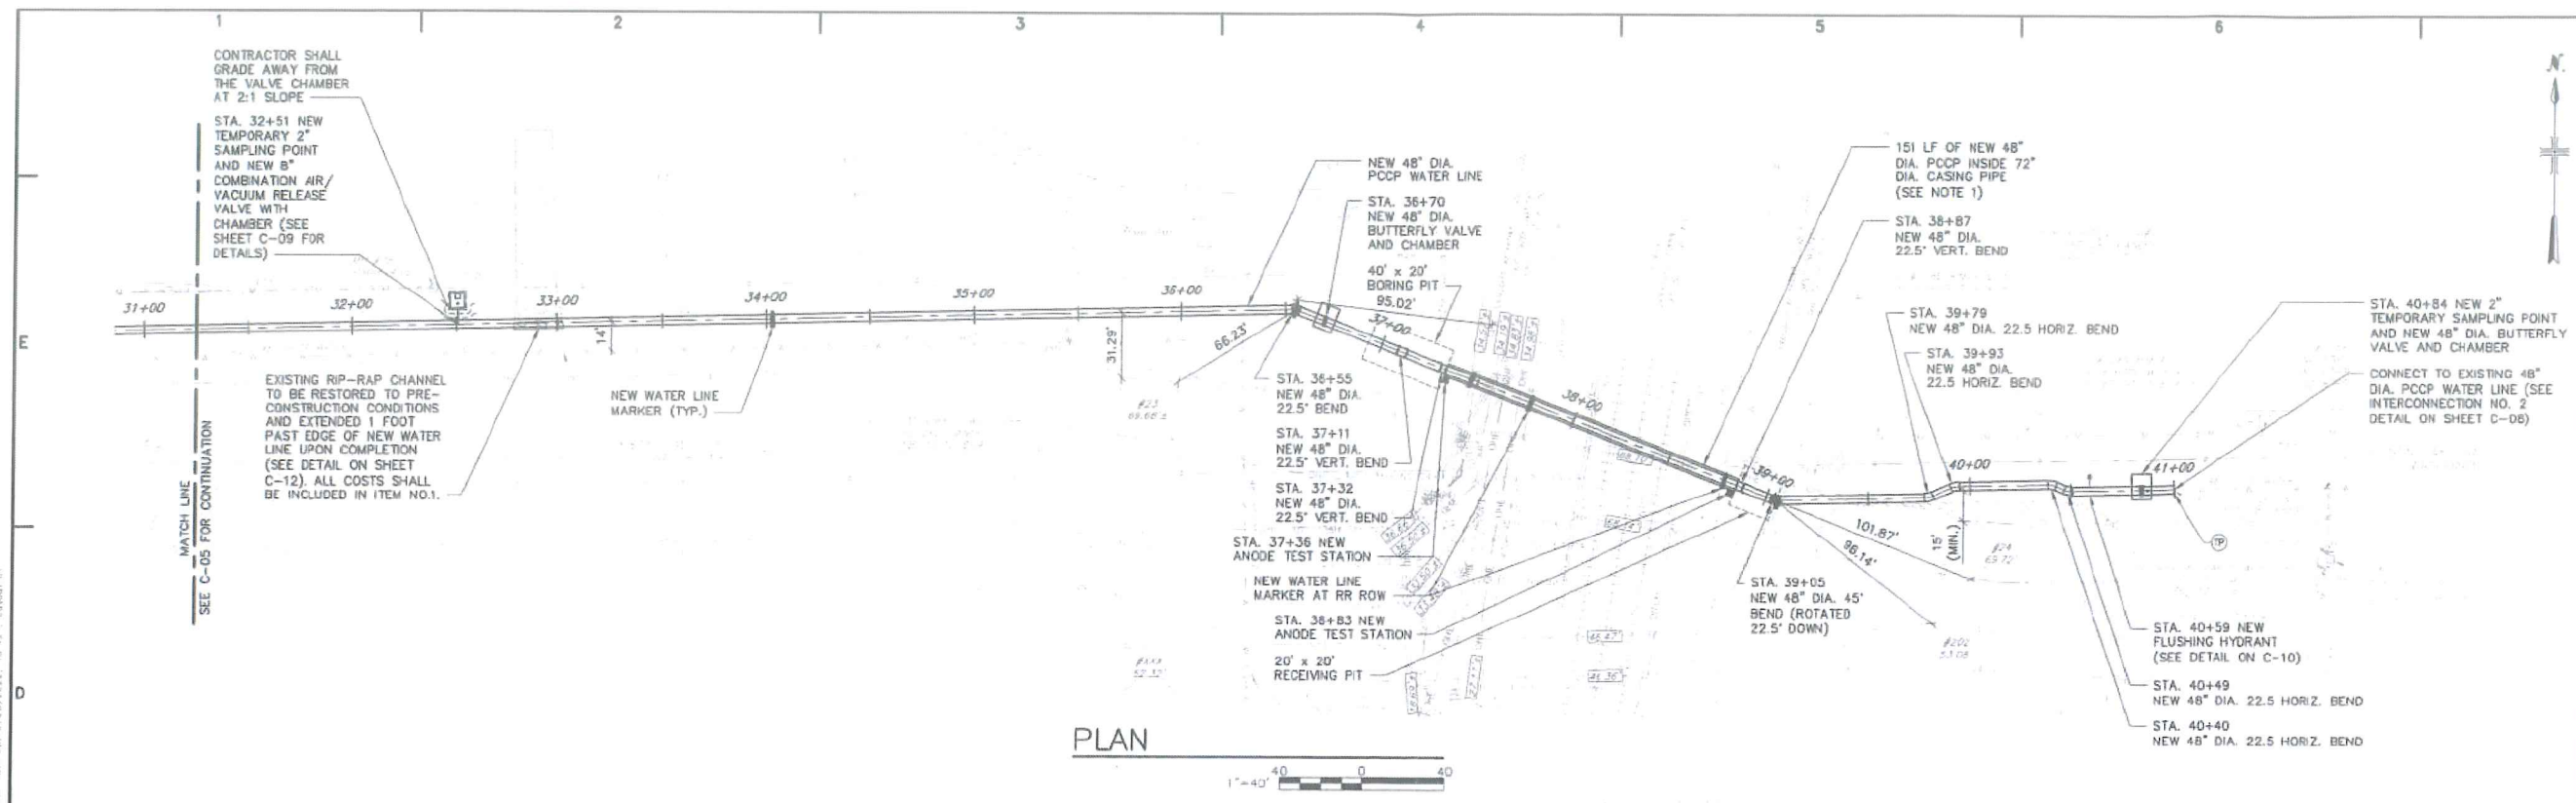 1 2 3 4 5 6
CONTRACTOR SHALL
GRADE AWAY FROM
THE VALVE CHAMBER
AT 2:1 SLOPE
STA. 32+51 NEW
TEMPORARY 2"
SAMPLING POINT
AND NEW 8"
COMBINATION AIR/
VACUUM RELEASE
VALVE WITH
CHAMBER (SEE
SHEET C-09 FOR
DETAILS)
N.
NEW 48" DIA.
PCCP WATER LINE
STA. 36+70
NEW 48" DIA.
BUTTERFLY VALVE
AND CHAMBER
40' x 20'
BORING PIT
95.02'
151 LF OF NEW 48"
DIA. PCCP INSIDE 72"
DIA. CASING PIPE
(SEE NOTE 1)
STA. 38+87
NEW 48" DIA.
22.5° VERT. BEND
STA. 39+79
NEW 48" DIA. 22.5 HORIZ. BEND
STA. 39+93
NEW 48" DIA.
22.5 HORIZ. BEND
STA. 40+84 NEW 2"
TEMPORARY SAMPLING POINT
AND NEW 48" DIA. BUTTERFLY
VALVE AND CHAMBER
CONNECT TO EXISTING 48"
DIA. PCCP WATER LINE (SEE
INTERCONNECTION NO. 2
DETAIL ON SHEET C-08)
31+00
32+00
33+00
34+00
35+00
36+00
37+00
38+00
39+00
40+00
41+00
E
14'
31.29'
66.23'
EXISTING RIP-RAP CHANNEL
TO BE RESTORED TO PRE-
CONSTRUCTION CONDITIONS
AND EXTENDED 1 FOOT
PAST EDGE OF NEW WATER
LINE UPON COMPLETION
(SEE DETAIL ON SHEET
C-12). ALL COSTS SHALL
BE INCLUDED IN ITEM NO.1.
NEW WATER LINE
MARKER (TYP.)
MATCH LINE
SEE C-05 FOR CONTINUATION
#23
69.66±
STA. 36+55
NEW 48" DIA.
22.5° BEND
STA. 37+11
NEW 48" DIA.
22.5° VERT. BEND
STA. 37+32
NEW 48" DIA.
22.5° VERT. BEND
STA. 37+36 NEW
ANODE TEST STATION
NEW WATER LINE
MARKER AT RR ROW
STA. 38+83 NEW
ANODE TEST STATION
20' x 20'
RECEIVING PIT
STA. 39+05
NEW 48" DIA. 45°
BEND (ROTATED
22.5° DOWN)
101.87'
96.14'
15'
(MIN.)
#24
69.72
#202
53.08
46.47'
46.36'
TP
STA. 40+59 NEW
FLUSHING HYDRANT
(SEE DETAIL ON C-10)
STA. 40+49
NEW 48" DIA. 22.5 HORIZ. BEND
STA. 40+40
NEW 48" DIA. 22.5 HORIZ. BEND
D
PLAN
1"=40'
40 0 40